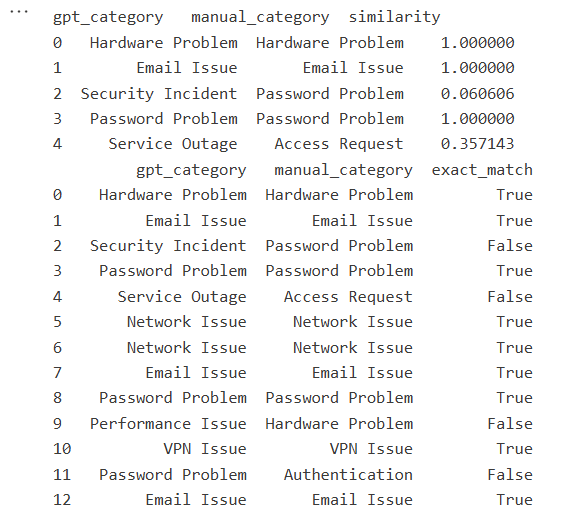 ...
gpt_category manual_category similarity
0 Hardware Problem Hardware Problem 1.000000
1 Email Issue Email Issue 1.000000
2 Security Incident Password Problem 0.060606
3 Password Problem Password Problem 1.000000
4 Service Outage Access Request 0.357143
gpt_category manual_category exact_match
0 Hardware Problem Hardware Problem True
1 Email Issue Email Issue True
2 Security Incident Password Problem False
3 Password Problem Password Problem True
4 Service Outage Access Request False
5 Network Issue Network Issue True
6 Network Issue Network Issue True
7 Email Issue Email Issue True
8 Password Problem Password Problem True
9 Performance Issue Hardware Problem False
10 VPN Issue VPN Issue True
11 Password Problem Authentication False
12 Email Issue Email Issue True